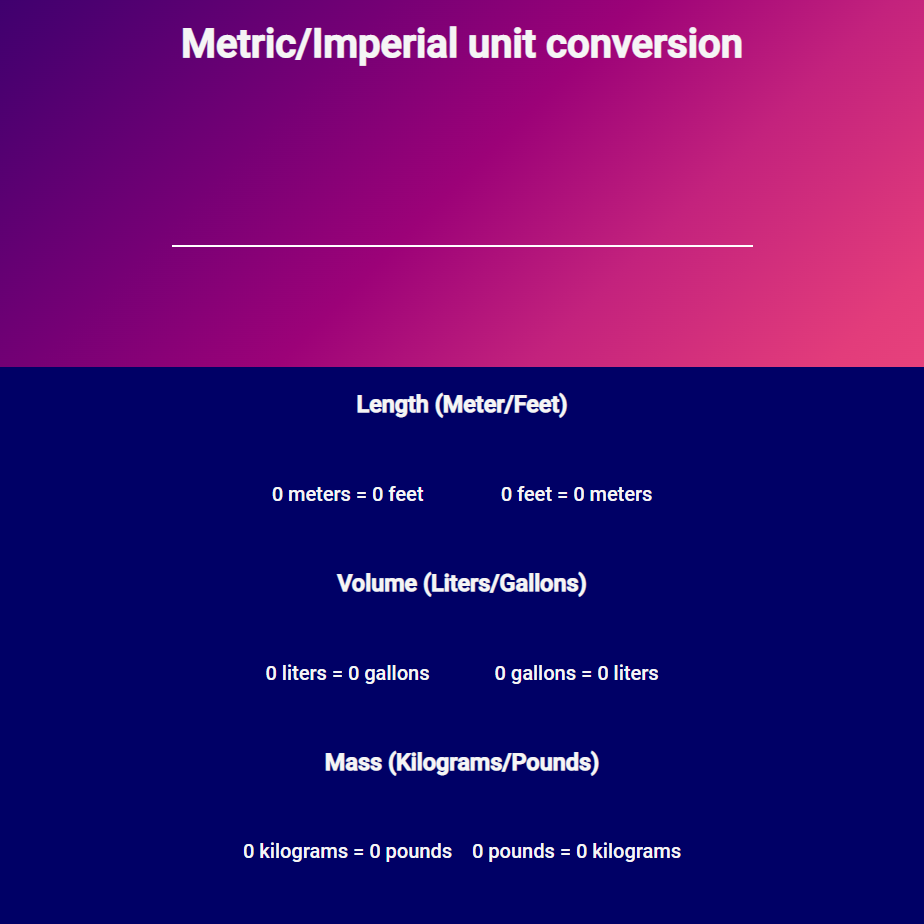 Metric/Imperial unit conversion
Length (Meter/Feet)
0 meters = 0 feet 0 feet = 0 meters
Volume (Liters/Gallons)
0 liters = 0 gallons 0 gallons = 0 liters
Mass (Kilograms/Pounds)
0 kilograms = 0 pounds 0 pounds = 0 kilograms